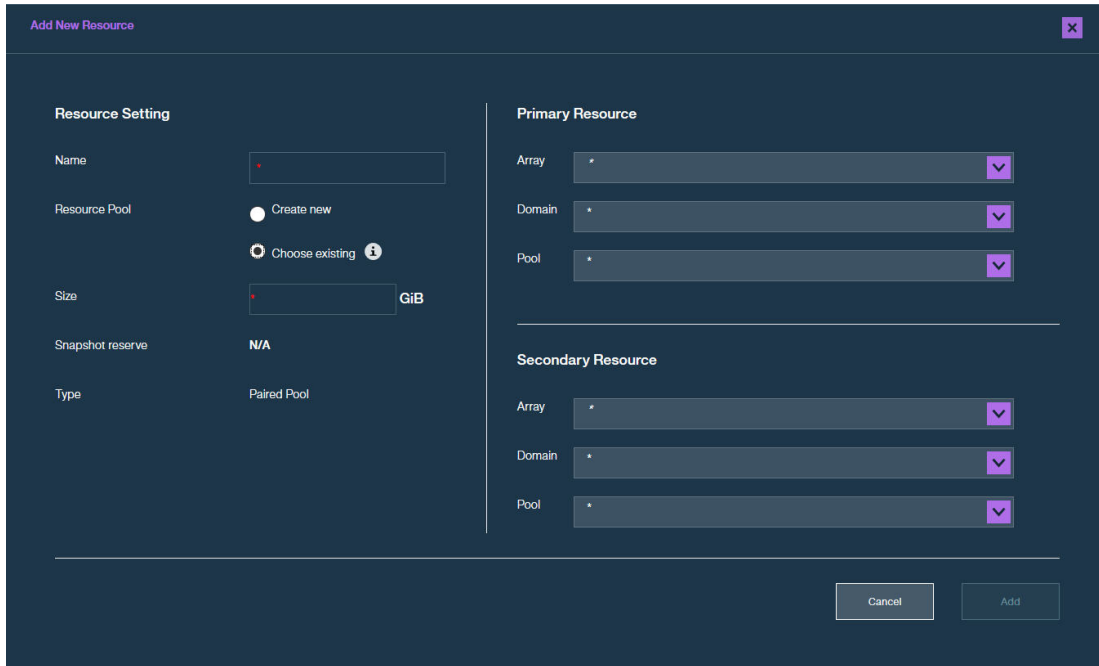 Add New Resource
Resource Setting
Name
*
Resource Pool
Create new
Choose existing
Size
* GiB
Snapshot reserve N/A
Type Paired Pool
Primary Resource
Array *
Domain *
Pool *
Secondary Resource
Array *
Domain *
Pool *
Cancel Add